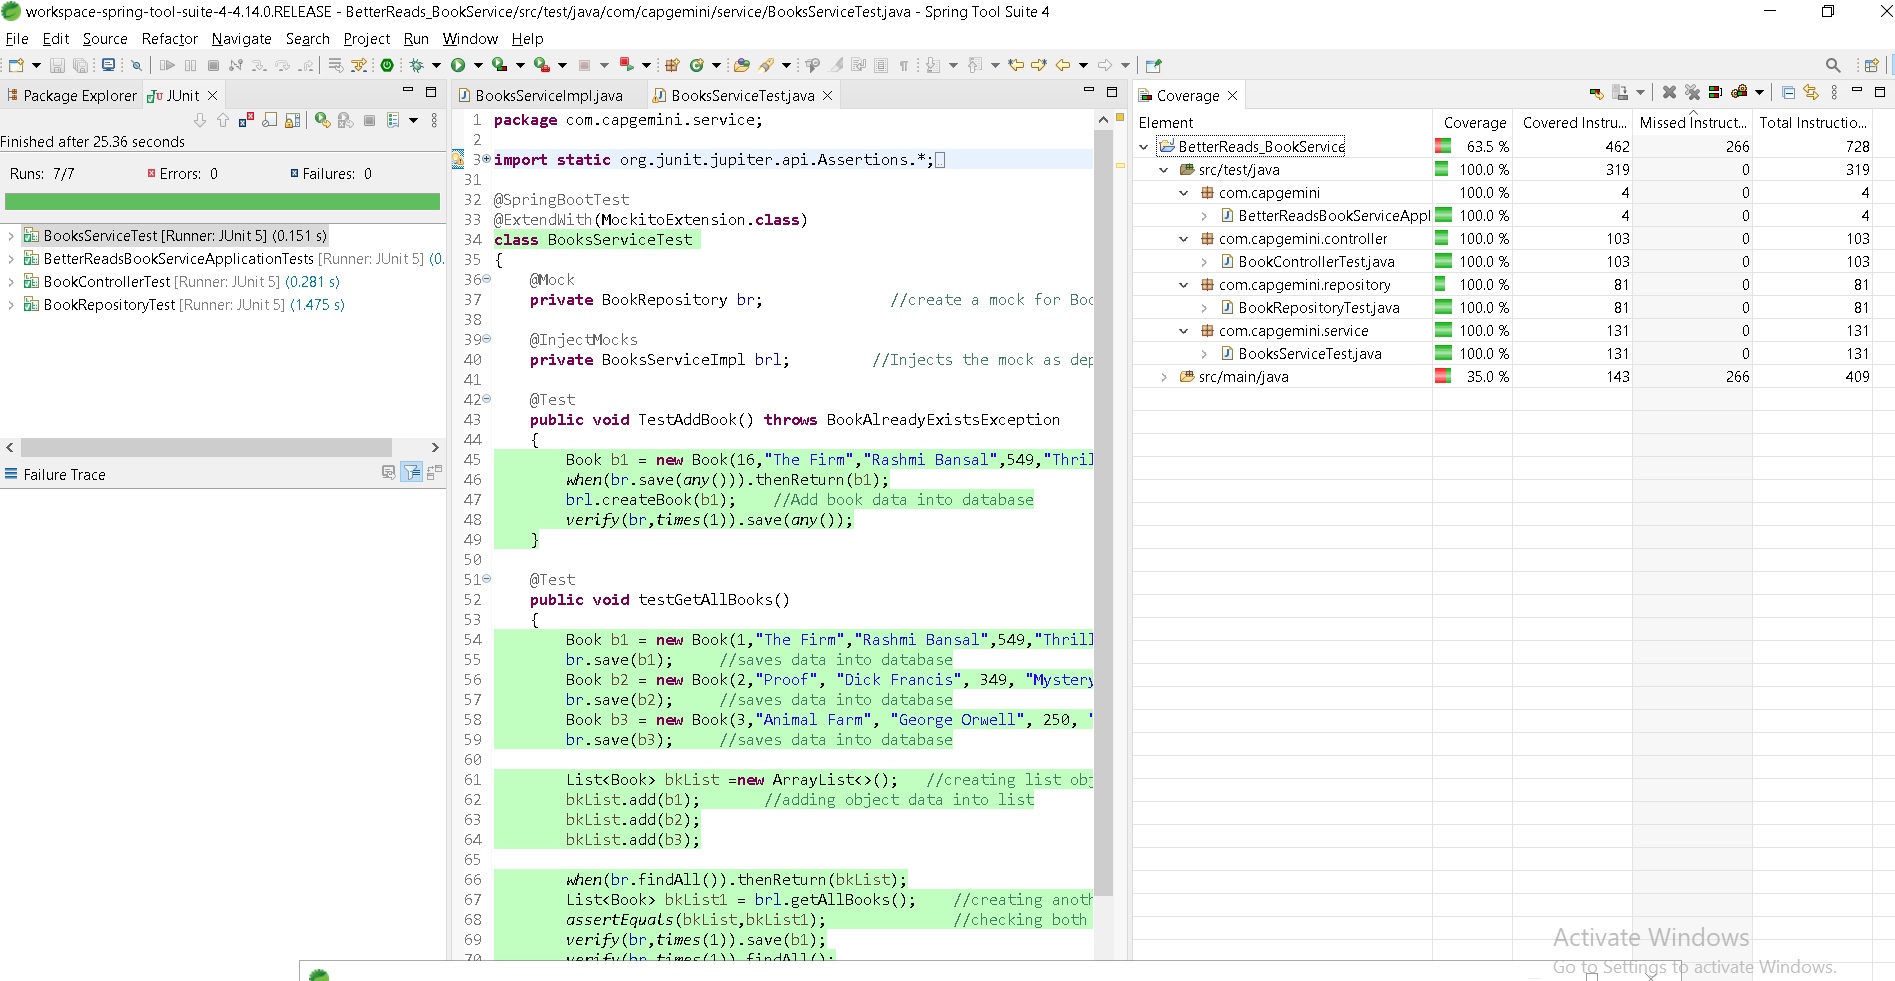 workspace-spring-tool-suite-4-4.14.0.RELEASE - BetterReads_BookService/src/test/java/com/capgemini/service/BooksServiceTest.java - Spring Tool Suite 4
File Edit Source Refactor Navigate Search Project Run Window Help
Package Explorer JUnit
Finished after 25.36 seconds
Runs: 7/7 Errors: 0 Failures: 0
BooksServiceTest [Runner: JUnit 5] (0.151 s)
BetterReadsBookServiceApplicationTests [Runner: JUnit 5] (0.
BookControllerTest [Runner: JUnit 5] (0.281 s)
BookRepositoryTest [Runner: JUnit 5] (1.475 s)
Failure Trace
BooksServiceImpl.java BooksServiceTest.java
1 package com.capgemini.service;
2
3 import static org.junit.jupiter.api.Assertions.*;
31
32 @SpringBootTest
33 @ExtendWith(MockitoExtension.class)
34 class BooksServiceTest
35 {
36 @Mock
37 private BookRepository br; //create a mock for Boo
38
39 @InjectMocks
40 private BooksServiceImpl brl; //Injects the mock as dep
41
42 @Test
43 public void TestAddBook() throws BookAlreadyExistsException
44 {
45 Book b1 = new Book(16,"The Firm","Rashmi Bansal",549,"Thril
46 when(br.save(any())).thenReturn(b1);
47 brl.createBook(b1); //Add book data into database
48 verify(br,times(1)).save(any());
49 }
50
51 @Test
52 public void testGetAllBooks()
53 {
54 Book b1 = new Book(1,"The Firm","Rashmi Bansal",549,"Thrill
55 br.save(b1); //saves data into database
56 Book b2 = new Book(2,"Proof", "Dick Francis", 349, "Mystery
57 br.save(b2); //saves data into database
58 Book b3 = new Book(3,"Animal Farm", "George Orwell", 250, "
59 br.save(b3); //saves data into database
60
61 List<Book> bkList =new ArrayList<>(); //creating list obj
62 bkList.add(b1); //adding object data into list
63 bkList.add(b2);
64 bkList.add(b3);
65
66 when(br.findAll()).thenReturn(bkList);
67 List<Book> bkList1 = brl.getAllBooks(); //creating anoth
68 assertEquals(bkList,bkList1); //checking both
69 verify(br,times(1)).save(b1);
70 verify(br,times(1)).findAll();
Coverage
Element Coverage Covered Instru... Missed Instruct... Total Instructio...
BetterReads_BookService 63.5 % 462 266 728
src/test/java 100.0 % 319 0 319
com.capgemini 100.0 % 4 0 4
BetterReadsBookServiceAppl 100.0 % 4 0 4
com.capgemini.controller 100.0 % 103 0 103
BookControllerTest.java 100.0 % 103 0 103
com.capgemini.repository 100.0 % 81 0 81
BookRepositoryTest.java 100.0 % 81 0 81
com.capgemini.service 100.0 % 131 0 131
BooksServiceTest.java 100.0 % 131 0 131
src/main/java 35.0 % 143 266 409
Activate Windows
Go to Settings to activate Windows.